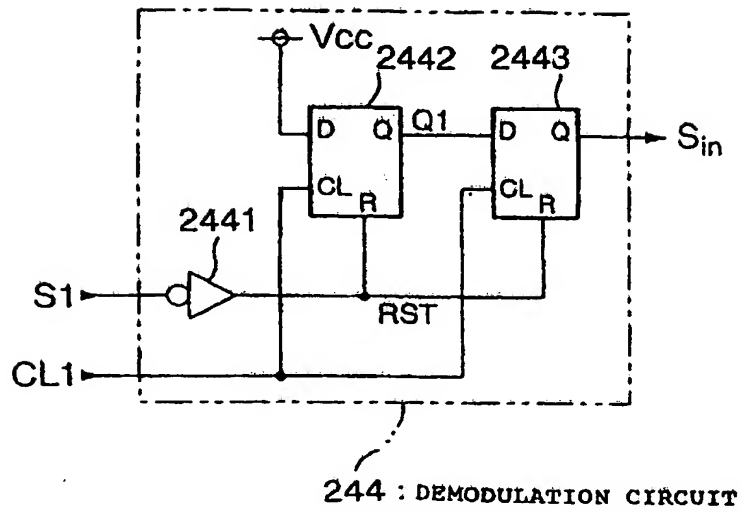 Vcc
2442
2443
D Q
Q1
D Q
Sin
CL
CL
R
R
2441
S1
RST
CL1
244 : DEMODULATION CIRCUIT